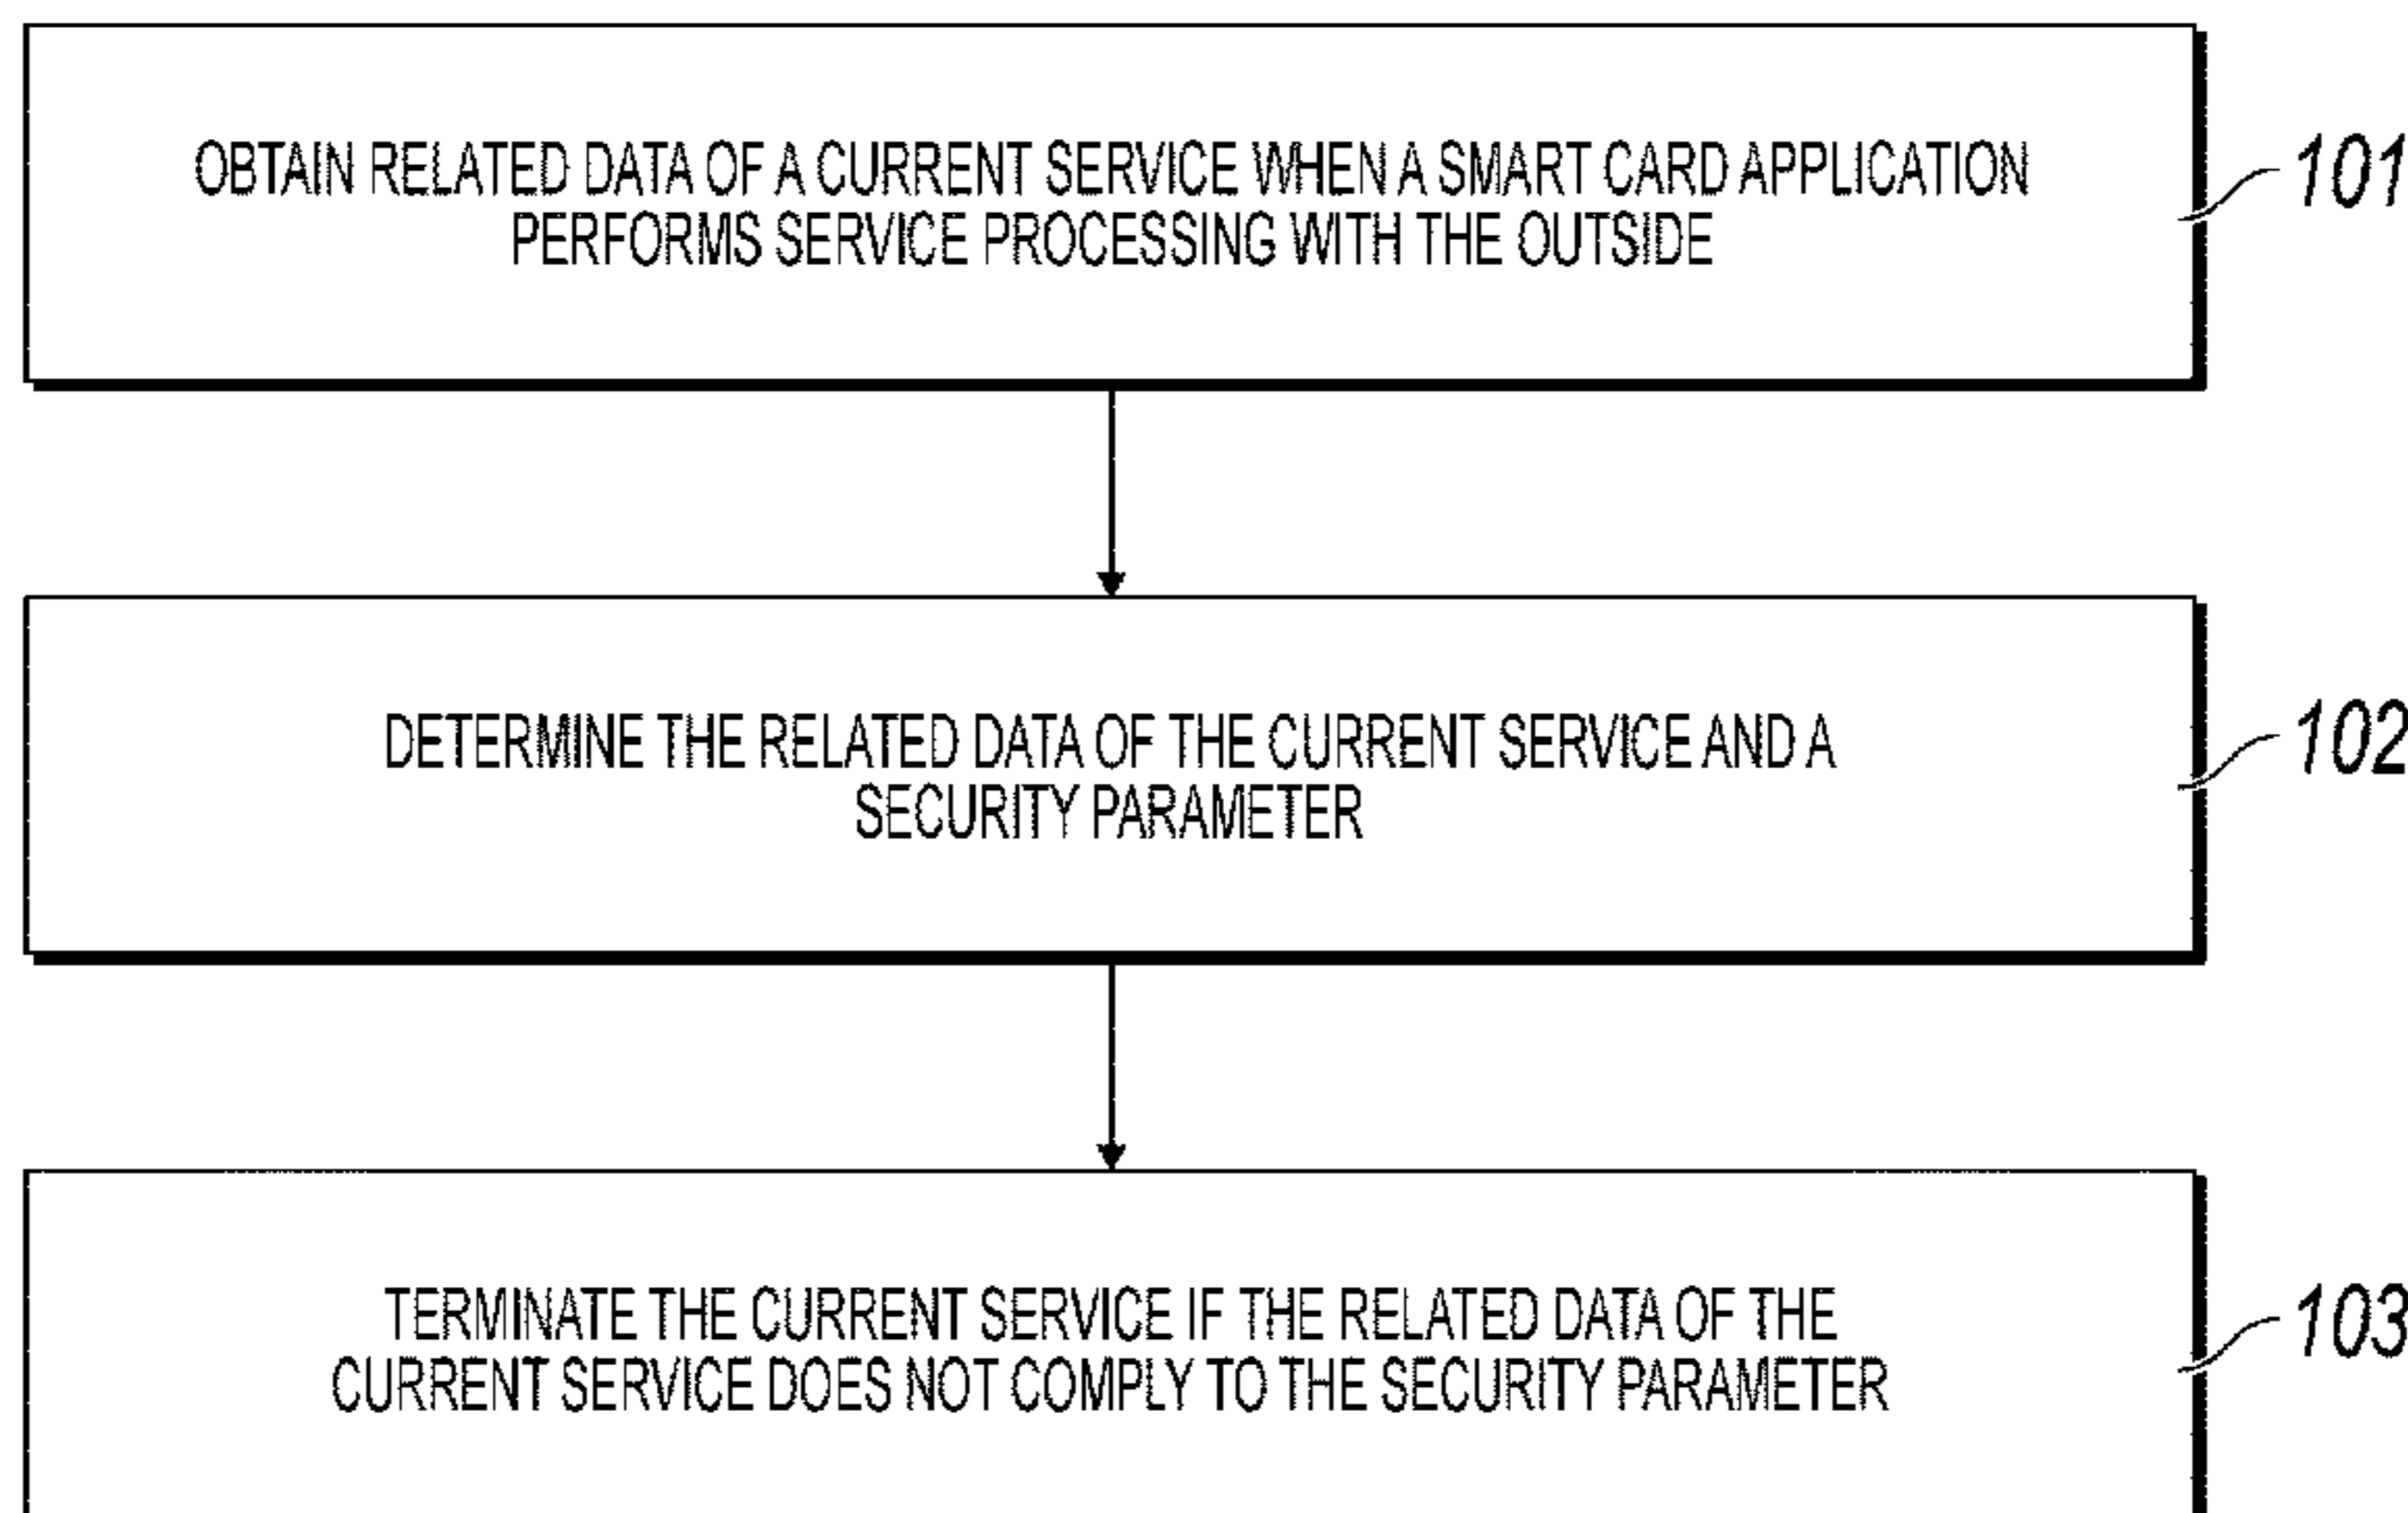 OBTAIN RELATED DATA OF A CURRENT SERVICE WHEN A SMART CARD APPLICATION
PERFORMS SERVICE PROCESSING WITH THE OUTSIDE
101
DETERMINE THE RELATED DATA OF THE CURRENT SERVICE AND A
SECURITY PARAMETER
102
TERMINATE THE CURRENT SERVICE IF THE RELATED DATA OF THE
CURRENT SERVICE DOES NOT COMPLY TO THE SECURITY PARAMETER
103